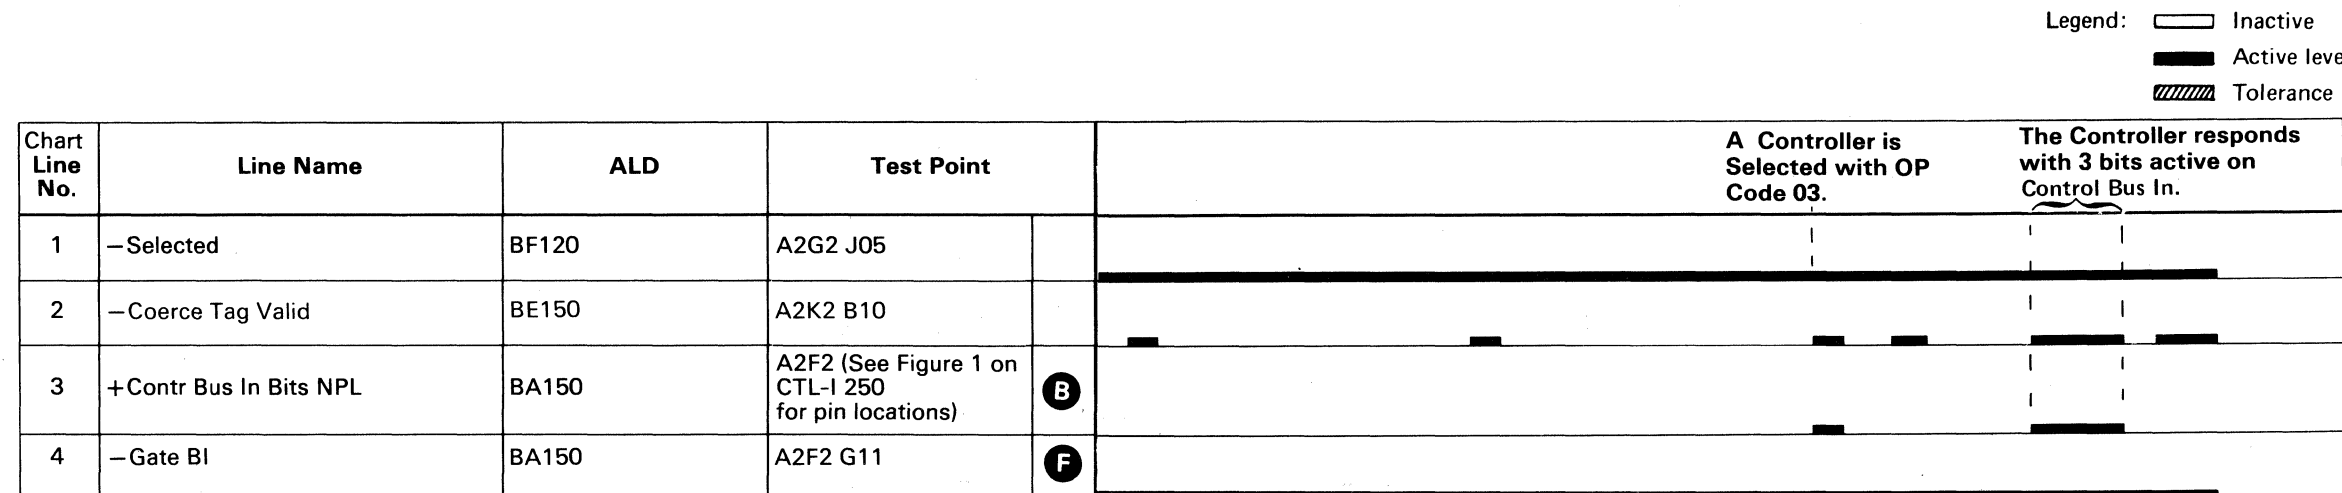 Legend: Inactive
Active leve
Tolerance
Chart
Line
No.
Line Name
ALD
Test Point
A Controller is
Selected with OP
Code 03.
The Controller responds
with 3 bits active on
Control Bus In.
1 −Selected BF120 A2G2 J05
2 −Coerce Tag Valid BE150 A2K2 B10
3 +Contr Bus In Bits NPL BA150 A2F2 (See Figure 1 on
CTL-I 250
for pin locations)
B
4 −Gate BI BA150 A2F2 G11 F